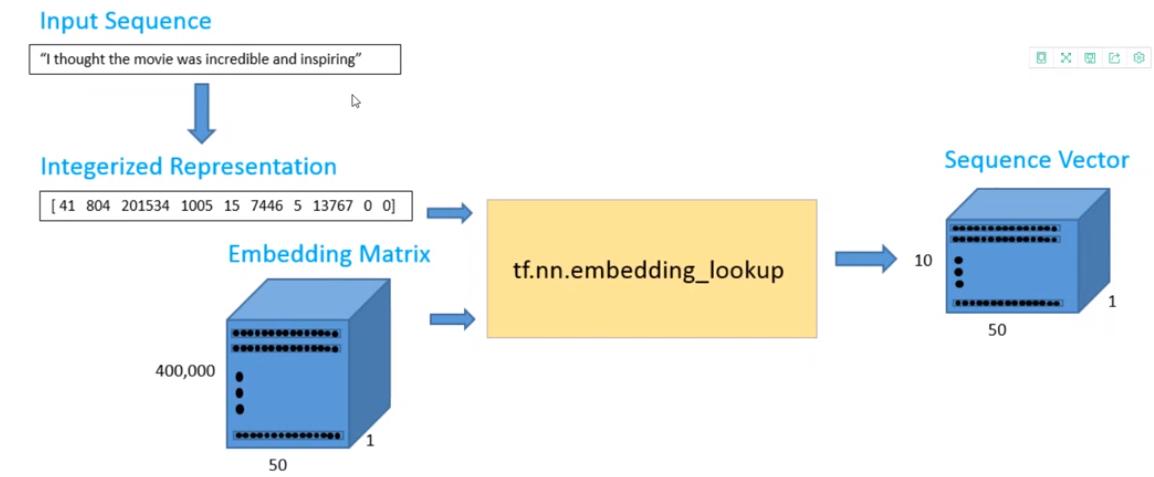 Input Sequence
“I thought the movie was incredible and inspiring”
Integerized Representation
[ 41 804 201534 1005 15 7446 5 13767 0 0]
Embedding Matrix
400,000
1
50
tf.nn.embedding_lookup
Sequence Vector
10
1
50